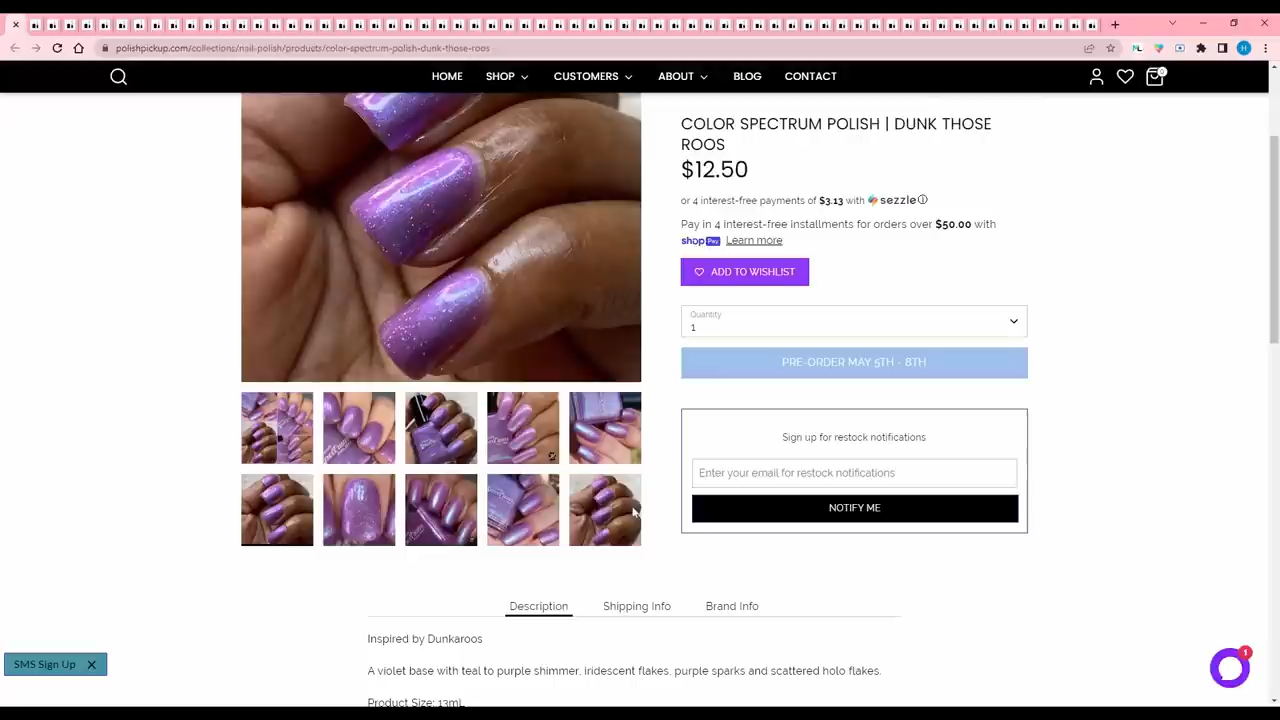 polishpickup.com/collections/nail-polish/products/color-spectrum-polish-dunk-those-roos
H
HOME SHOP CUSTOMERS ABOUT BLOG CONTACT
0
COLOR SPECTRUM POLISH | DUNK THOSE
ROOS
$12.50
or 4 interest-free payments of $3.13 with sezzle
Pay in 4 interest-free installments for orders over $50.00 with
shop Pay Learn more
ADD TO WISHLIST
Quantity
1
PRE-ORDER MAY 5TH - 8TH
Sign up for restock notifications
Enter your email for restock notifications
NOTIFY ME
Description Shipping Info Brand Info
Inspired by Dunkaroos
A violet base with teal to purple shimmer, iridescent flakes, purple sparks and scattered holo flakes.
Product Size: 13mL
SMS Sign Up
1